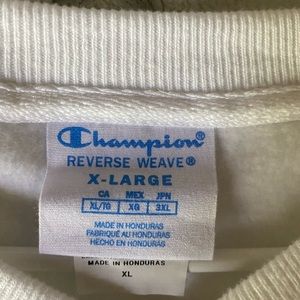 Champion®
REVERSE WEAVE®
X-LARGE
CA MEX JPN
XL/TG XG 3XL
MADE IN HONDURAS
FABRIQUÉ AU HONDURAS
HECHO EN HONDURAS
MADE IN HONDURAS
XL